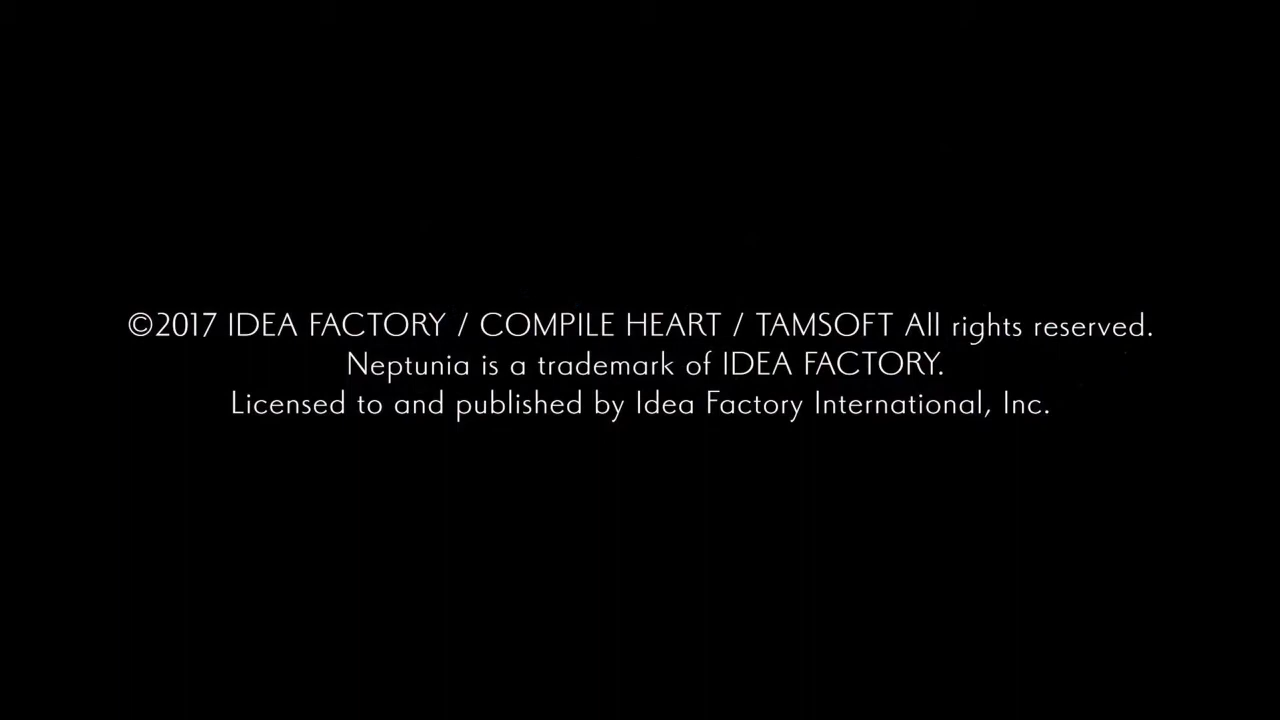 ©2017 IDEA FACTORY / COMPILE HEART / TAMSOFT All rights reserved.
Neptunia is a trademark of IDEA FACTORY.
Licensed to and published by Idea Factory International, Inc.